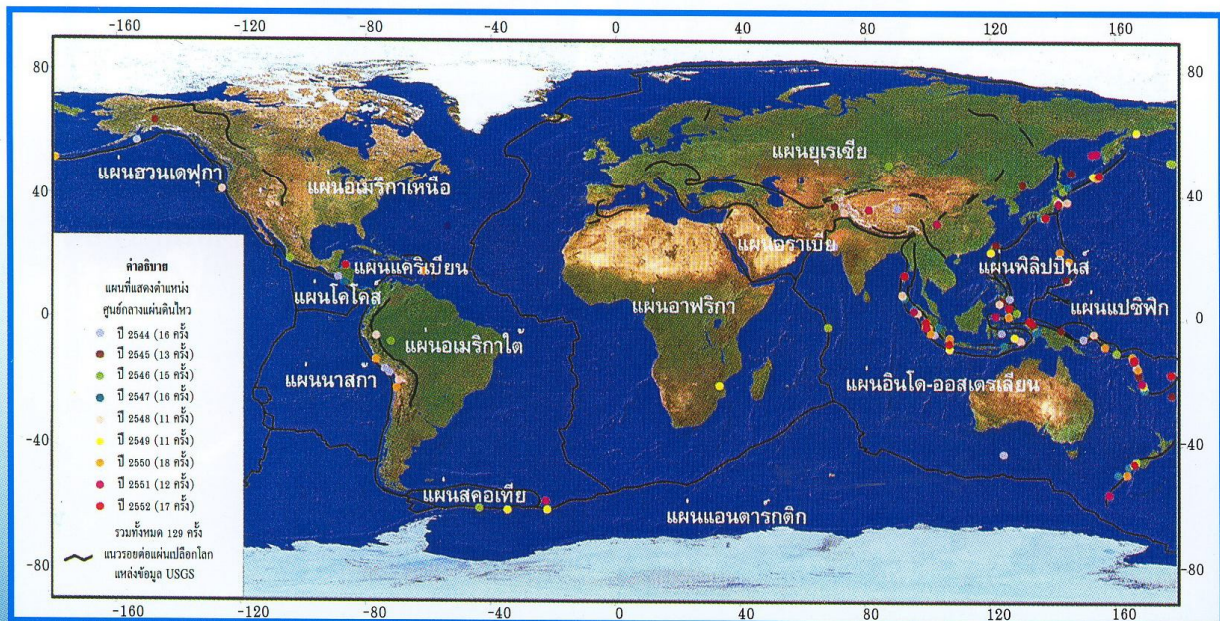 -160 -120 -80 -40 0 40 80 120 160
80 80
แผ่นยูเรเซีย
แผ่นฮวนเดฟุกา
แผ่นอเมริกาเหนือ
40 40
แผ่นอาราเบีย
แผ่นแคริเบียน
แผ่นฟิลิปปินส์
แผ่นโคโคส์
แผ่นอาฟริกา
แผ่นแปซิฟิก
0 0
แผ่นอเมริกาใต้
แผ่นนาสก้า
แผ่นอินโด-ออสเตรเลียน
-40 -40
แผ่นสคอเทีย
แผ่นแอนตาร์กติก
-80 -80
คำอธิบาย
แผนที่แสดงตำแหน่ง
ศูนย์กลางแผ่นดินไหว
ปี 2544 (16 ครั้ง
ปี 2545 (13 ครั้ง)
ปี 2546 (15 ครั้ง)
ปี 2547 (16 ครั้ง)
ปี 2548 (11 ครั้ง)
ปี 2549 (11 ครั้ง)
ปี 2550 (18 ครั้ง)
ปี 2551 (12 ครั้ง)
ปี 2552 (17 ครั้ง)
รวมทั้งหมด 129 ครั้ง
แนวรอยต่อแผ่นเปลือกโลก
แหล่งข้อมูล USGS
-160 -120 -80 -40 0 40 80 120 160